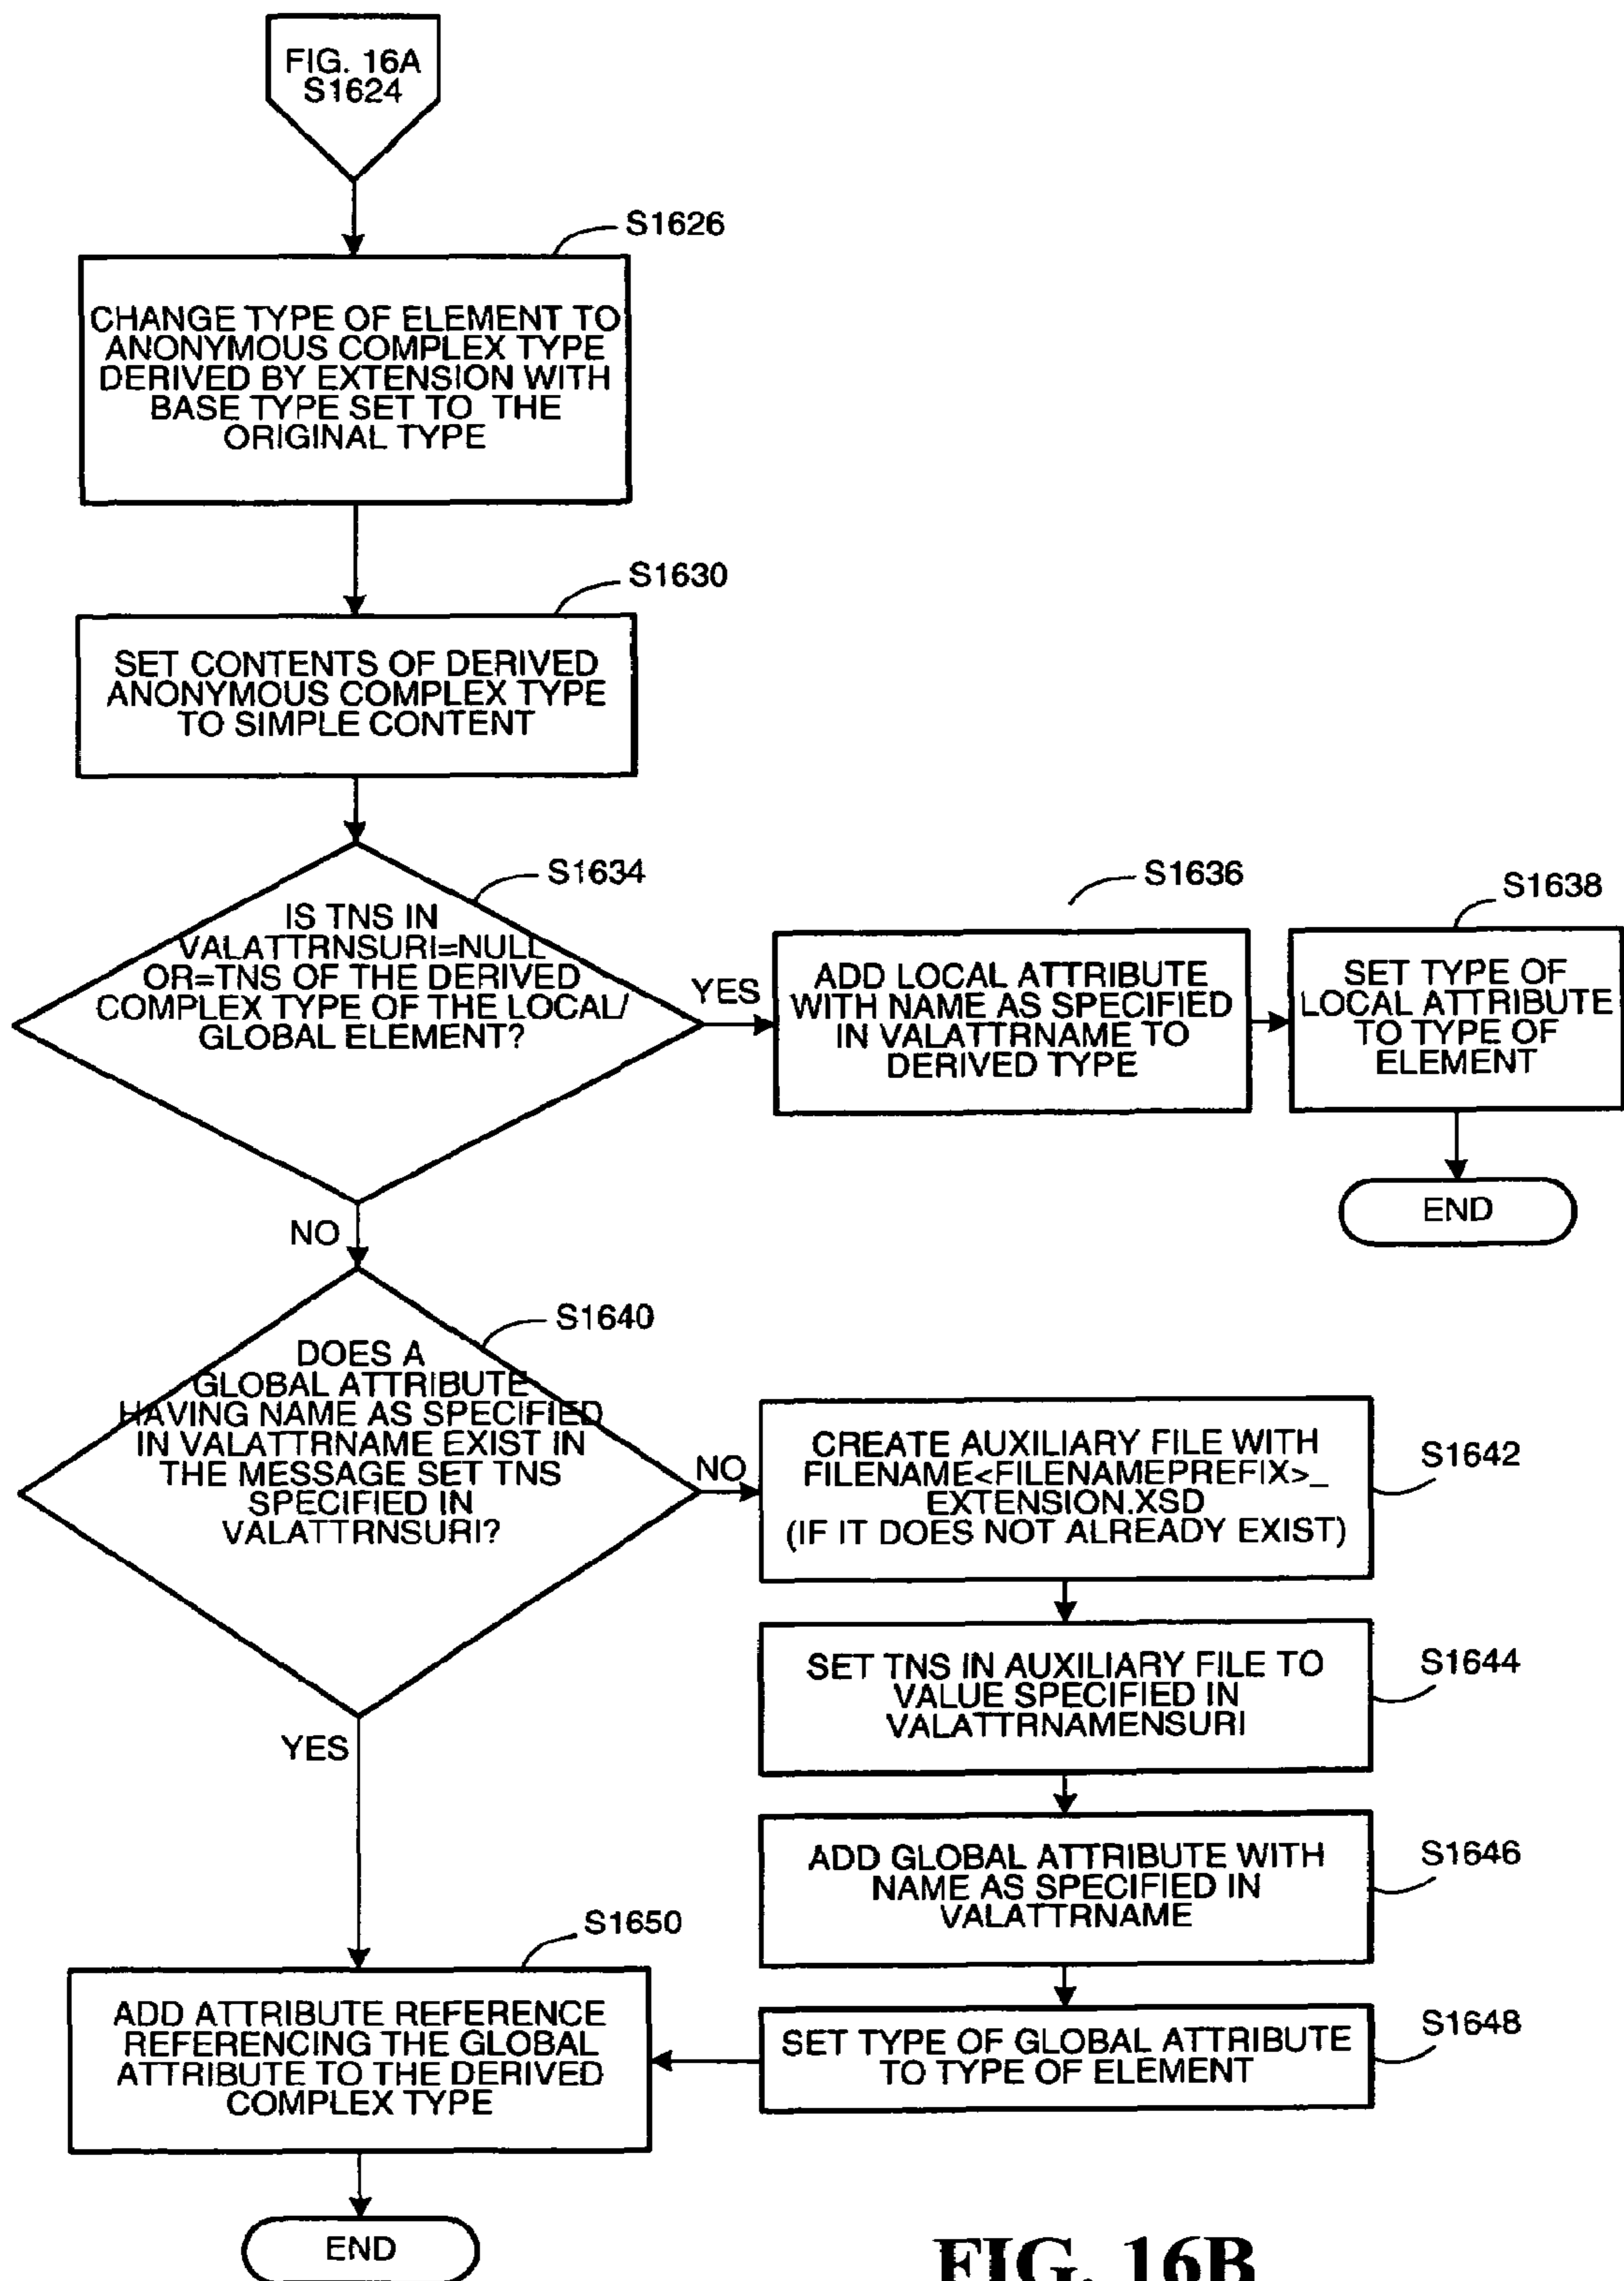 FIG. 16A
S1624
S1626
CHANGE TYPE OF ELEMENT TO
ANONYMOUS COMPLEX TYPE
DERIVED BY EXTENSION WITH
BASE TYPE SET TO THE
ORIGINAL TYPE
S1630
SET CONTENTS OF DERIVED
ANONYMOUS COMPLEX TYPE
TO SIMPLE CONTENT
S1634
IS TNS IN
VALATTRNSURI=NULL
OR=TNS OF THE DERIVED
COMPLEX TYPE OF THE LOCAL/
GLOBAL ELEMENT?
YES
S1636
ADD LOCAL ATTRIBUTE
WITH NAME AS SPECIFIED
IN VALATTRNAME TO
DERIVED TYPE
S1638
SET TYPE OF
LOCAL ATTRIBUTE
TO TYPE OF
ELEMENT
END
NO
S1640
DOES A
GLOBAL ATTRIBUTE
HAVING NAME AS SPECIFIED
IN VALATTRNAME EXIST IN
THE MESSAGE SET TNS
SPECIFIED IN
VALATTRNSURI?
NO
CREATE AUXILIARY FILE WITH
FILENAME<FILENAMEPREFIX>_
EXTENSION.XSD
(IF IT DOES NOT ALREADY EXIST)
S1642
SET TNS IN AUXILIARY FILE TO
VALUE SPECIFIED IN
VALATTRNAMENSURI
S1644
YES
ADD GLOBAL ATTRIBUTE WITH
NAME AS SPECIFIED IN
VALATTRNAME
S1646
SET TYPE OF GLOBAL ATTRIBUTE
TO TYPE OF ELEMENT
S1648
S1650
ADD ATTRIBUTE REFERENCE
REFERENCING THE GLOBAL
ATTRIBUTE TO THE DERIVED
COMPLEX TYPE
END
FIG. 16B